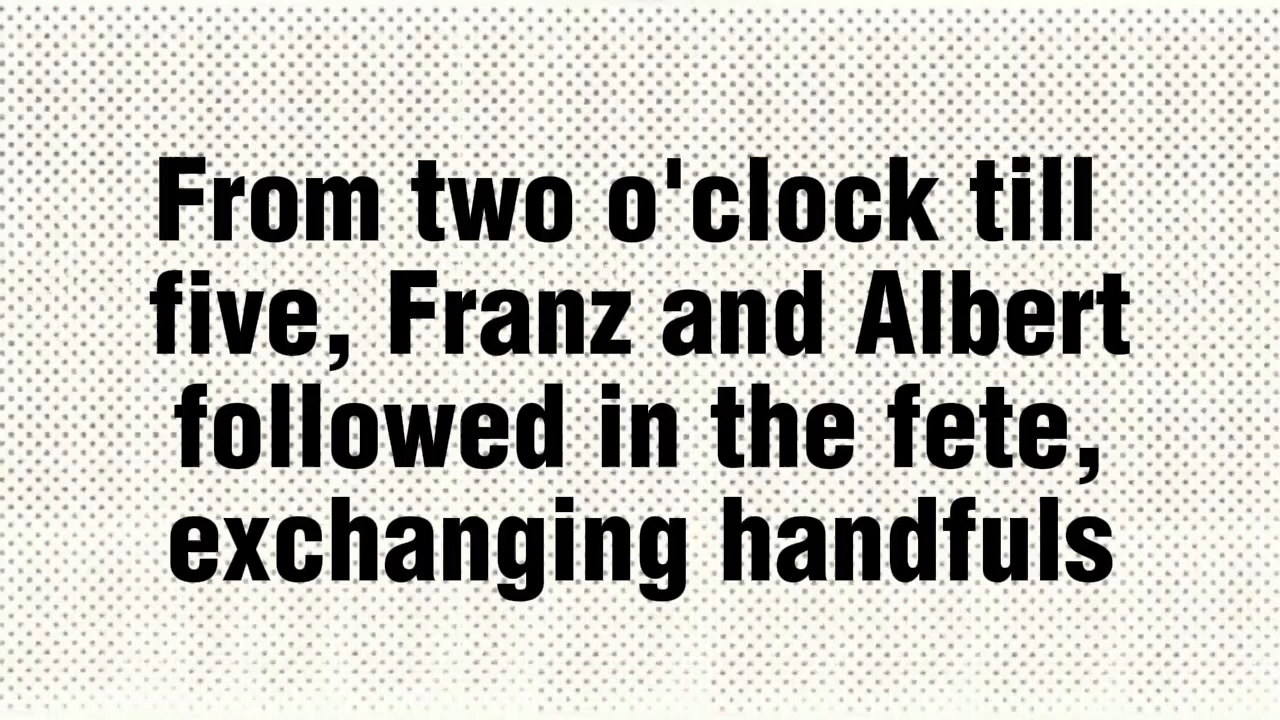 From two o'clock till
five, Franz and Albert
followed in the fete,
exchanging handfuls